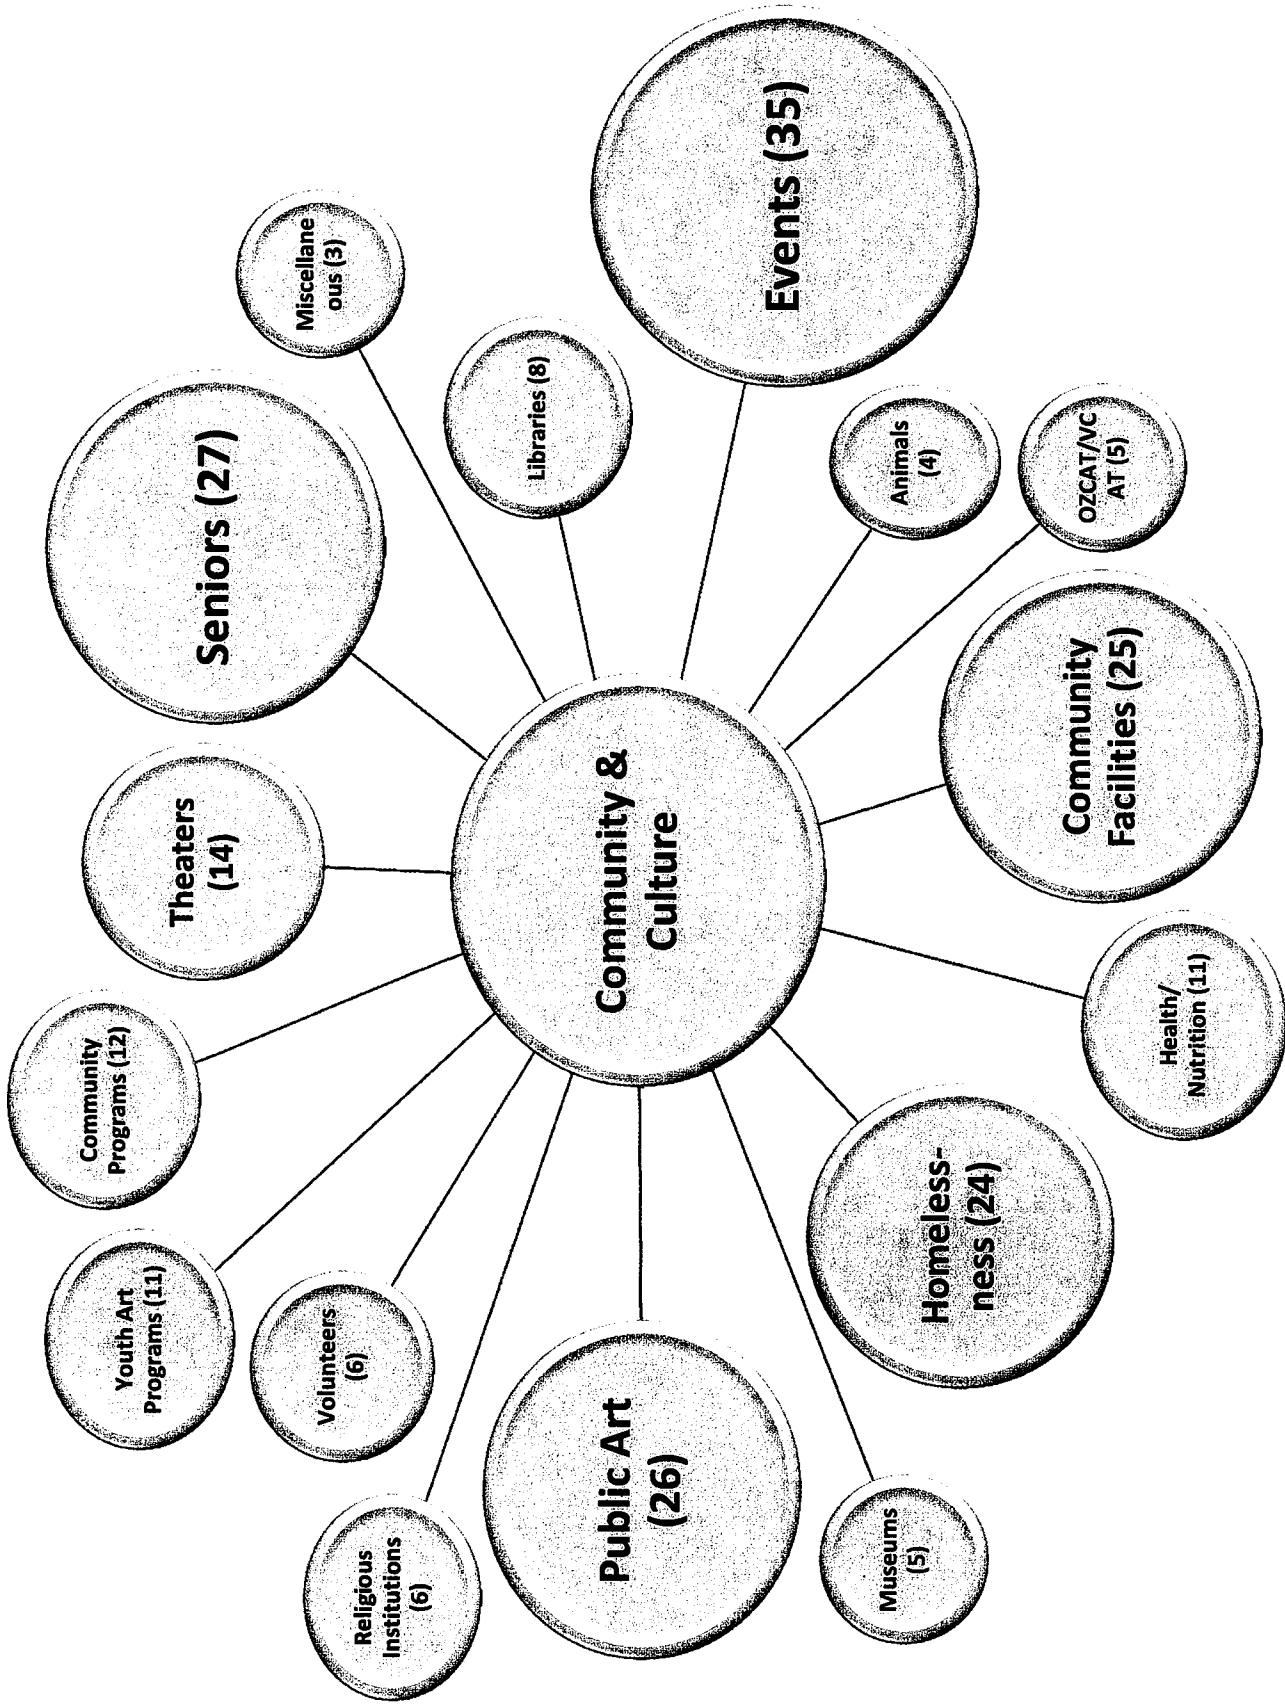 Community &
Culture
Theaters
(14)
Seniors (27)
Miscellane
ous (3)
Libraries (8)
Events (35)
Animals
(4)
OZCAT/VC
AT (5)
Community
Facilities (25)
Health/
Nutrition (11)
Homeless-
ness (24)
Museums
(5)
Public Art
(26)
Religious
Institutions
(6)
Volunteers
(6)
Youth Art
Programs (11)
Community
Programs (12)